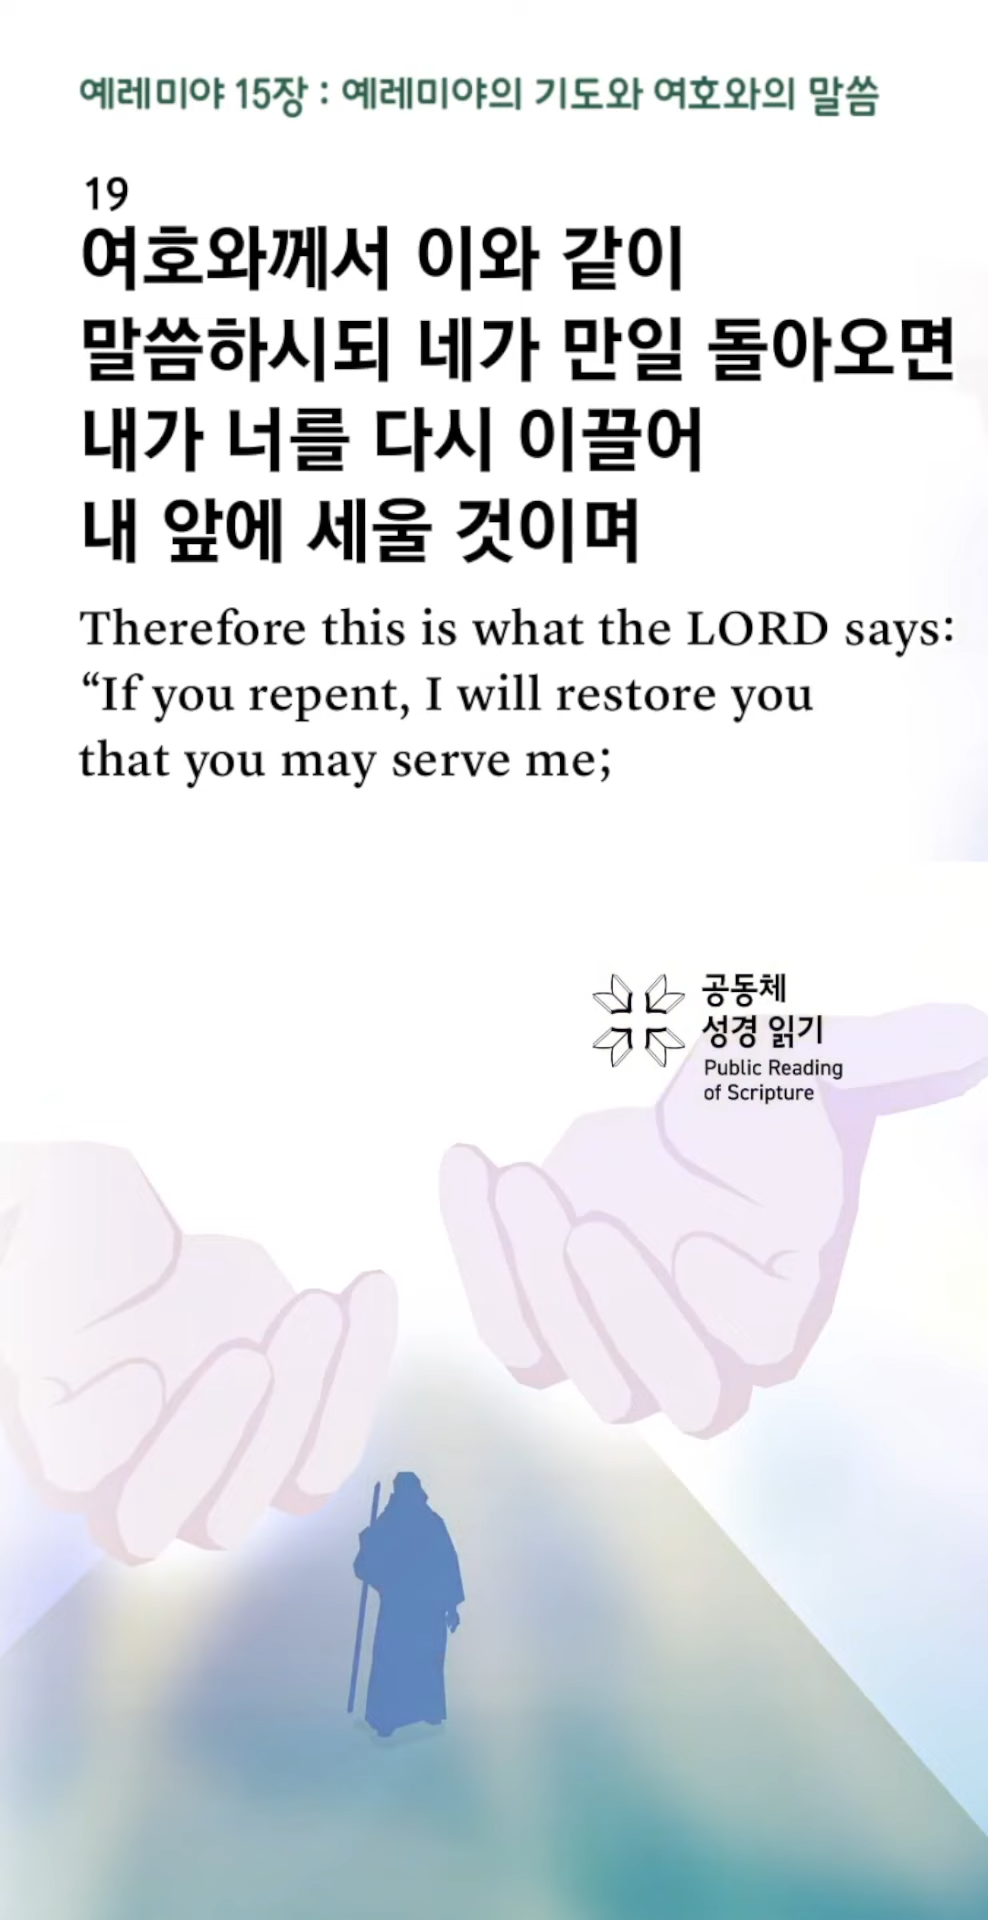 예레미야 15장 : 예레미야의 기도와 여호와의 말씀
19
여호와께서 이와 같이
말씀하시되 네가 만일 돌아오면
내가 너를 다시 이끌어
내 앞에 세울 것이며
Therefore this is what the LORD says:
“If you repent, I will restore you
that you may serve me;
공동체
성경 읽기
Public Reading
of Scripture